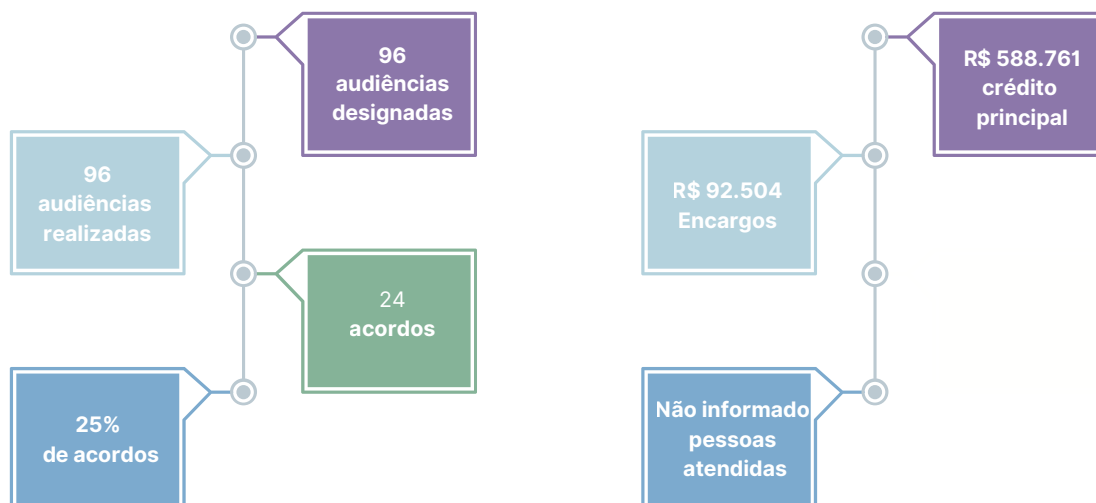 96
audiências
designadas
96
audiências
realizadas
24
acordos
25%
de acordos
R$ 588.761
crédito
principal
R$ 92.504
Encargos
Não informado
pessoas
atendidas